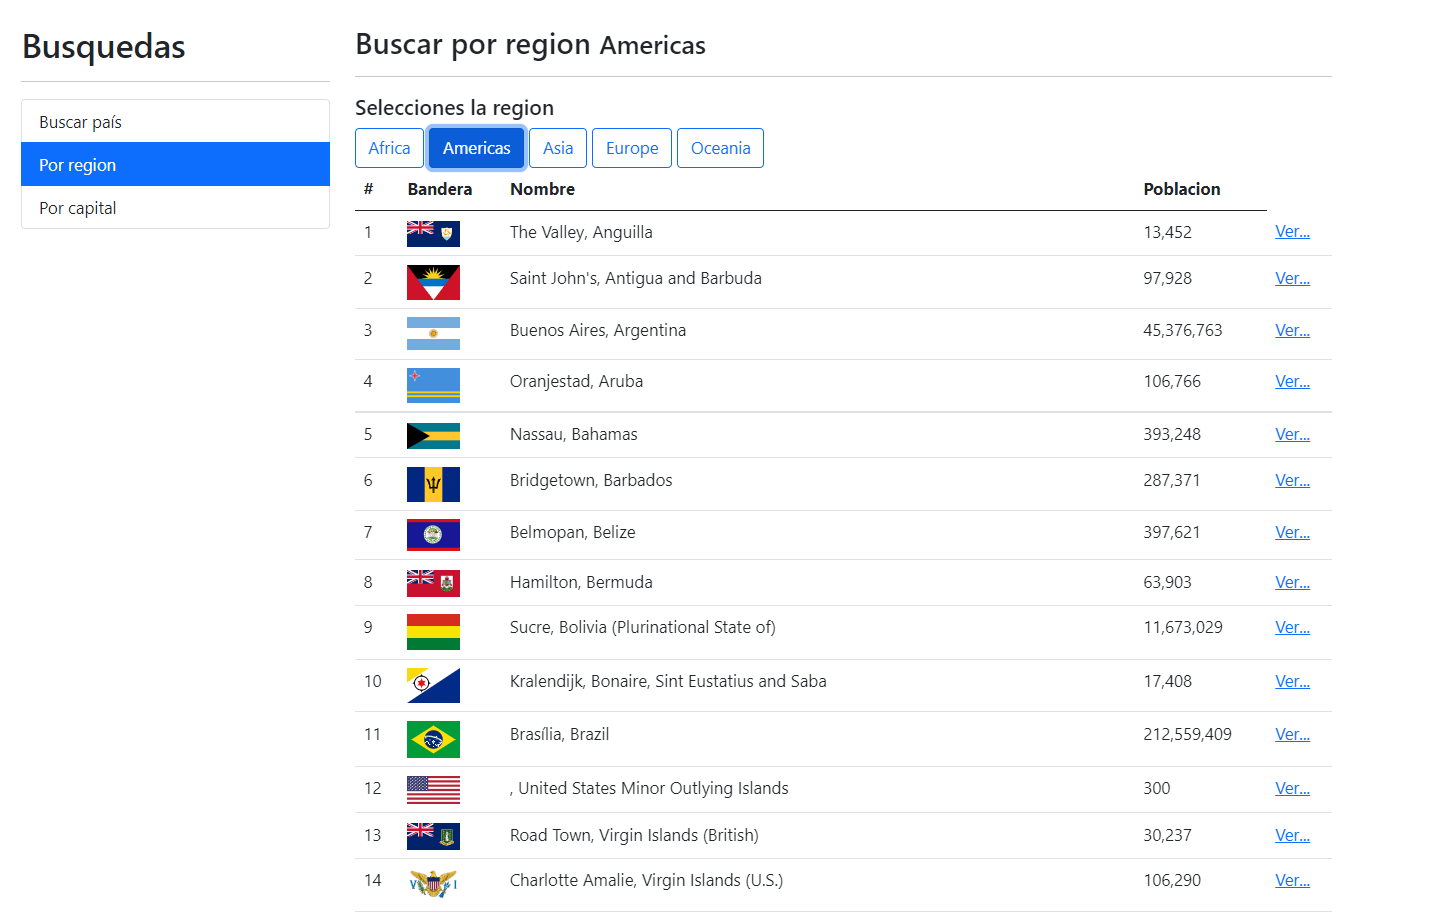 Busquedas
Buscar país
Por region
Por capital
Buscar por region Americas
Selecciones la region
Africa Americas Asia Europe Oceania
# Bandera Nombre Poblacion
1 The Valley, Anguilla 13,452 Ver...
2 Saint John's, Antigua and Barbuda 97,928 Ver...
3 Buenos Aires, Argentina 45,376,763 Ver...
4 Oranjestad, Aruba 106,766 Ver...
5 Nassau, Bahamas 393,248 Ver...
6 Bridgetown, Barbados 287,371 Ver...
7 Belmopan, Belize 397,621 Ver...
8 Hamilton, Bermuda 63,903 Ver...
9 Sucre, Bolivia (Plurinational State of) 11,673,029 Ver...
10 Kralendijk, Bonaire, Sint Eustatius and Saba 17,408 Ver...
11 Brasília, Brazil 212,559,409 Ver...
12 , United States Minor Outlying Islands 300 Ver...
13 Road Town, Virgin Islands (British) 30,237 Ver...
14 V I Charlotte Amalie, Virgin Islands (U.S.) 106,290 Ver...